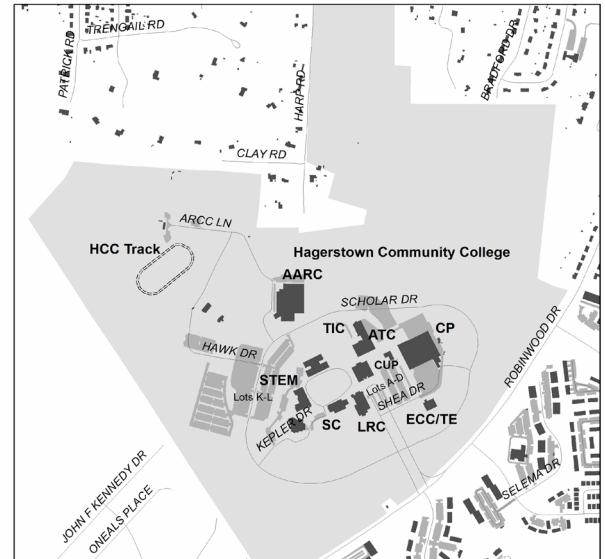 TRENGAIL RD
PATRICK RD
HARP RD
BRADFORD DR
CLAY RD
ARCC LN
HCC Track
Hagerstown Community College
AARC
SCHOLAR DR
TIC
ATC
CP
HAWK DR
ROBINWOOD DR
CUP
STEM
Lots A-D
Lots K-L
SHEA DR
KEPLER DR
SC
LRC
ECC/TE
JOHN F KENNEDY DR
ONEALS PLACE
SELEMA DR